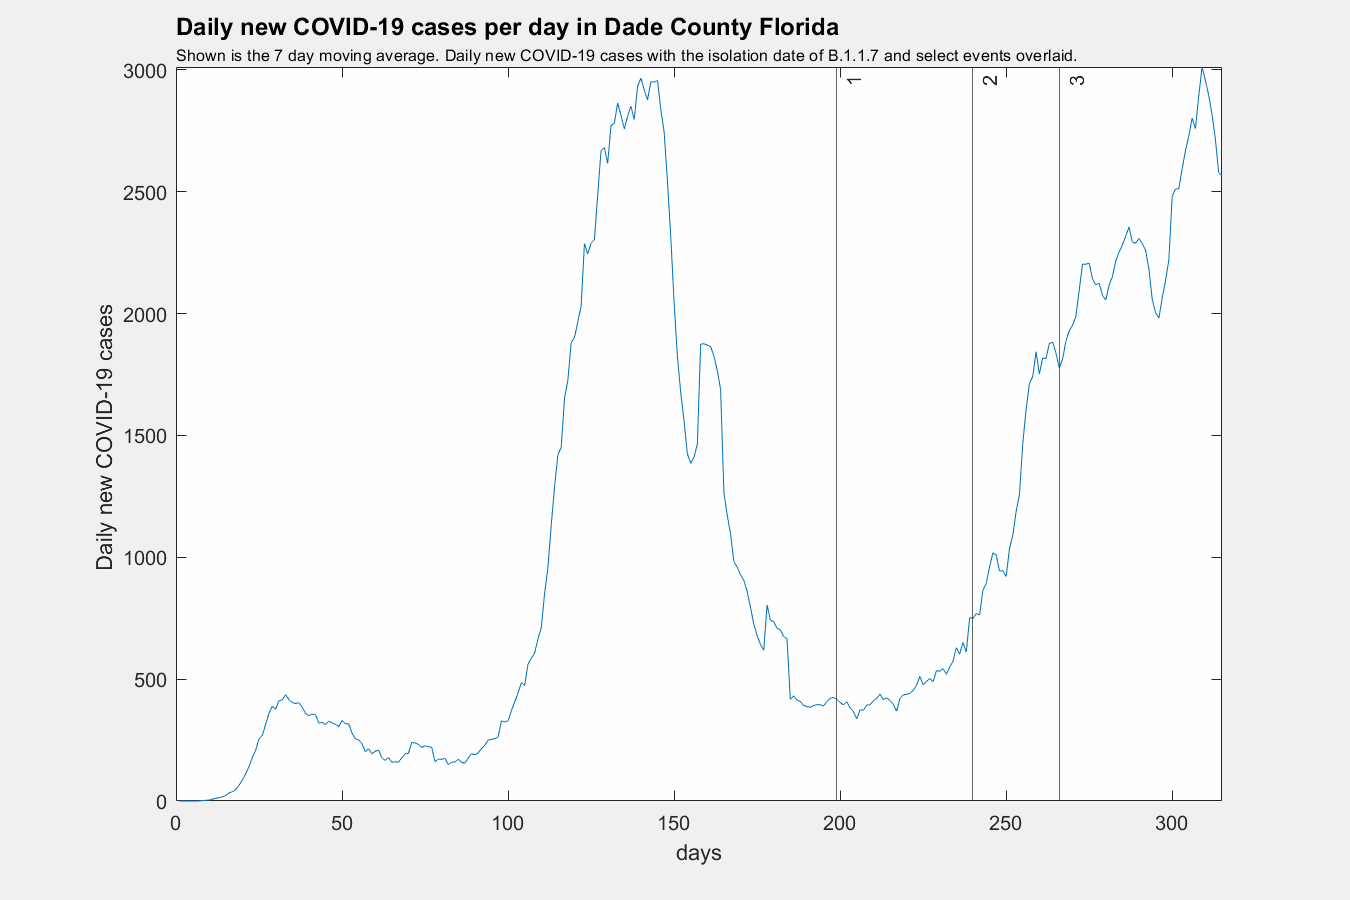 Daily new COVID-19 cases per day in Dade County Florida
Shown is the 7 day moving average. Daily new COVID-19 cases with the isolation date of B.1.1.7 and select events overlaid.
3000
2500
2000
1500
1000
500
0
Daily new COVID-19 cases
1
2
3
0 50 100 150 200 250 300
days